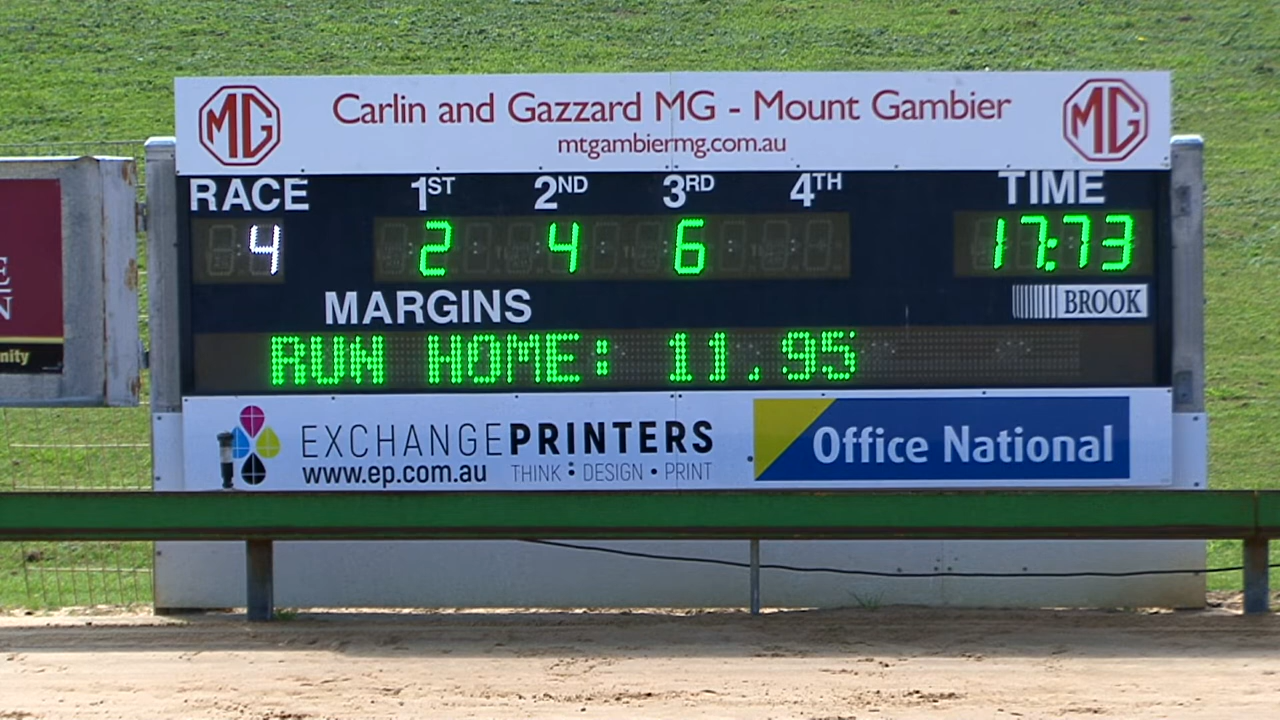 MG Carlin and Gazzard MG - Mount Gambier MG
mtgambiermg.com.au
RACE 1ST 2ND 3RD 4TH TIME
4 2 4 6 17:73
MARGINS BROOK
RUN HOME: 11.95
EXCHANGEPRINTERS Office National
www.ep.com.au THINK : DESIGN • PRINT
E
N
nity